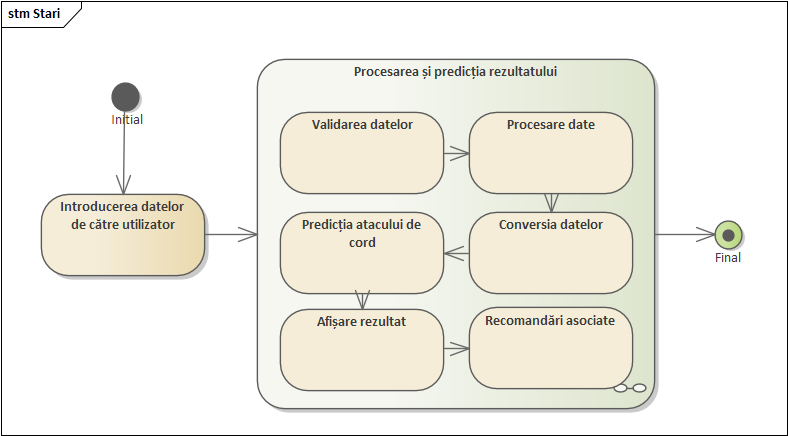 stm Stari
Procesarea și predicția rezultatului
Initial
Validarea datelor
Procesare date
Introducerea datelor
de către utilizator
Predicția atacului de
cord
Conversia datelor
Final
Afișare rezultat
Recomandări asociate